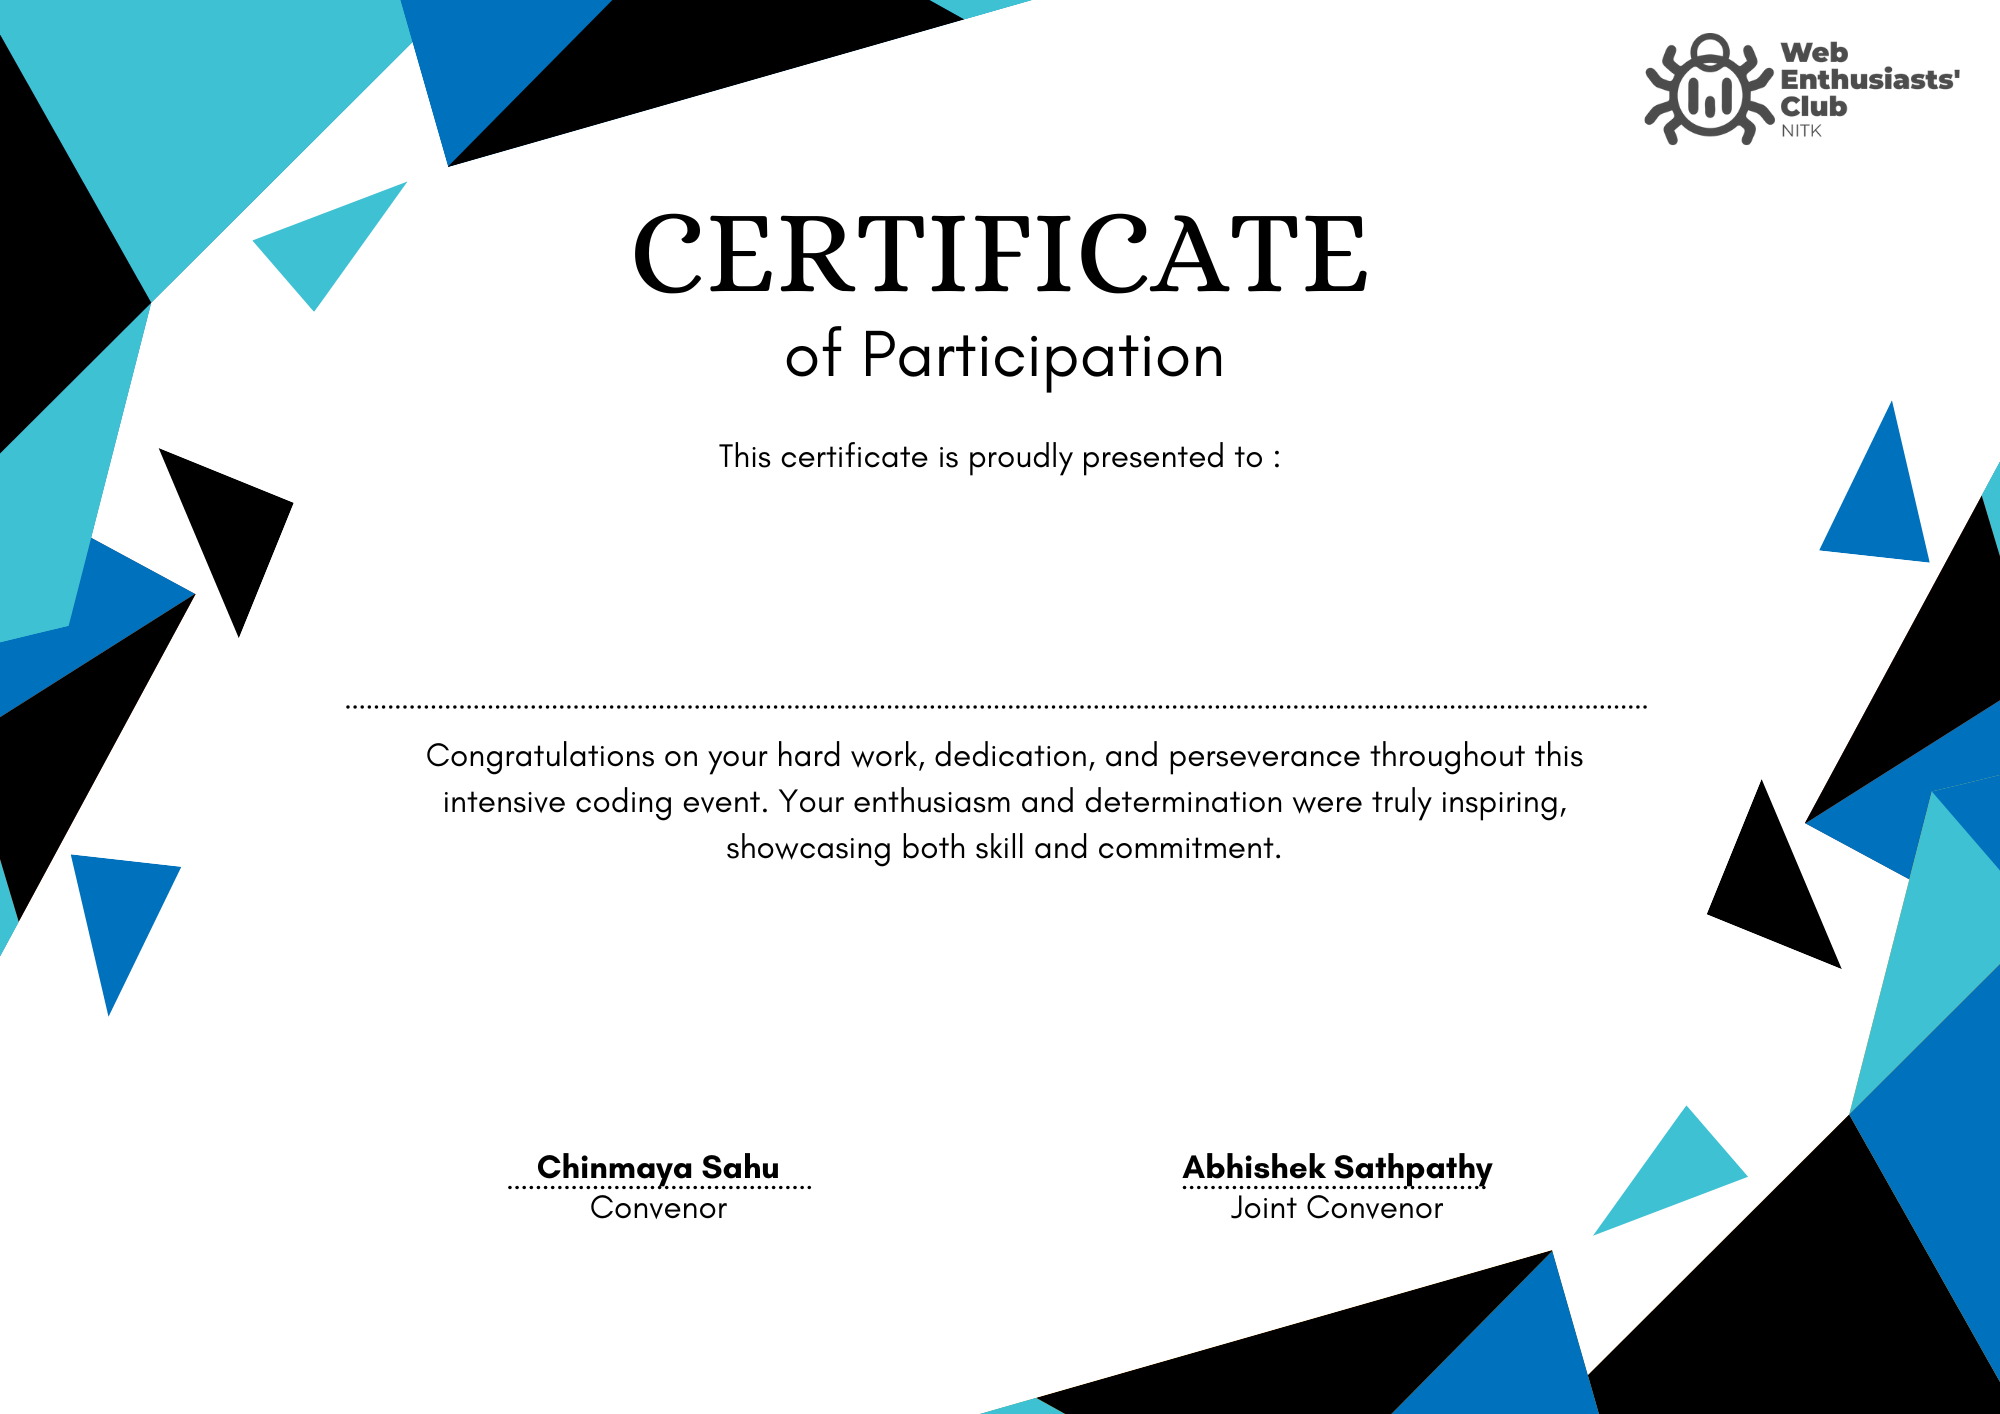 Web
Enthusiasts'
Club
NITK
CERTIFICATE
of Participation
This certificate is proudly presented to :
Congratulations on your hard work, dedication, and perseverance throughout this
intensive coding event. Your enthusiasm and determination were truly inspiring,
showcasing both skill and commitment.
Chinmaya Sahu
Convenor
Abhishek Sathpathy
Joint Convenor